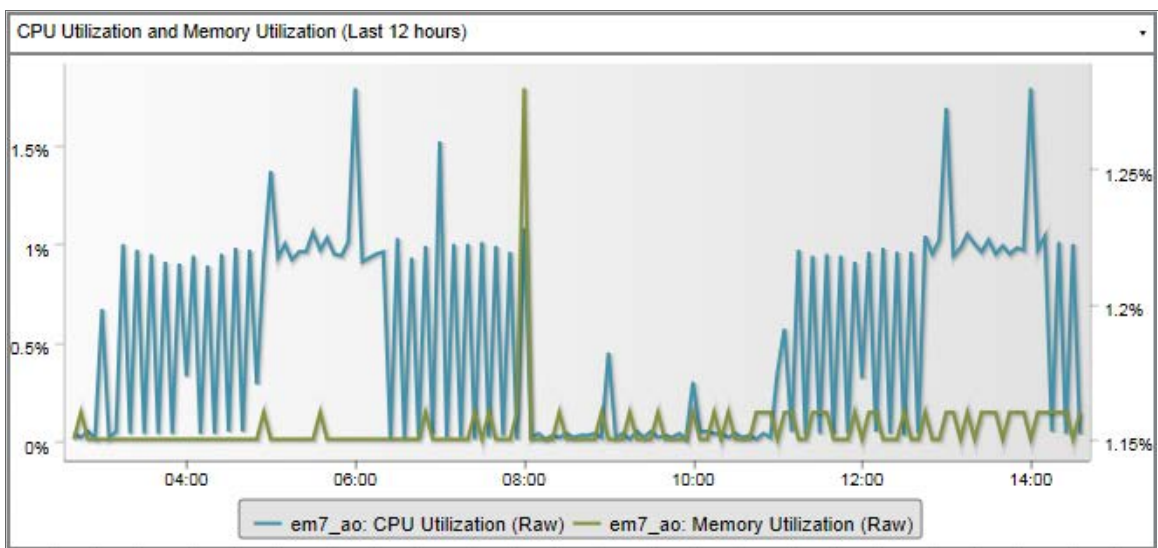 CPU Utilization and Memory Utilization (Last 12 hours)
1.5%
1.25%
1%
1.2%
0.5%
0%
1.15%
04:00 06:00 08:00 10:00 12:00 14:00
em7_ao: CPU Utilization (Raw) em7_ao: Memory Utilization (Raw)